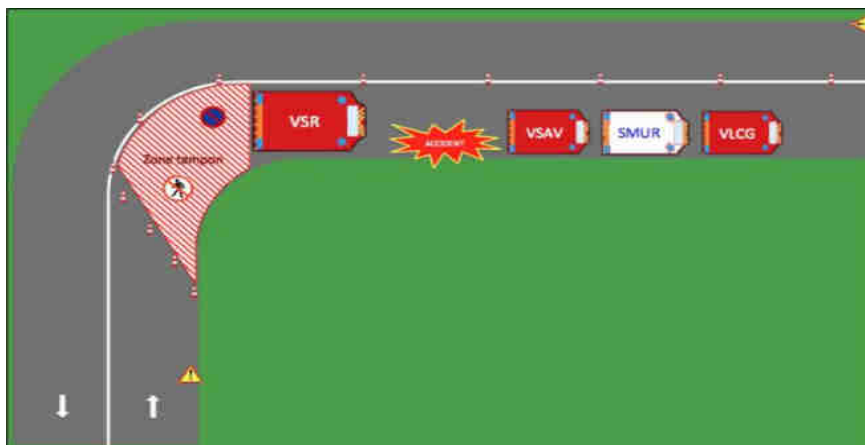 VSR
ACCIDENT
VSAV
SMUR
VLCG
Zone tampon